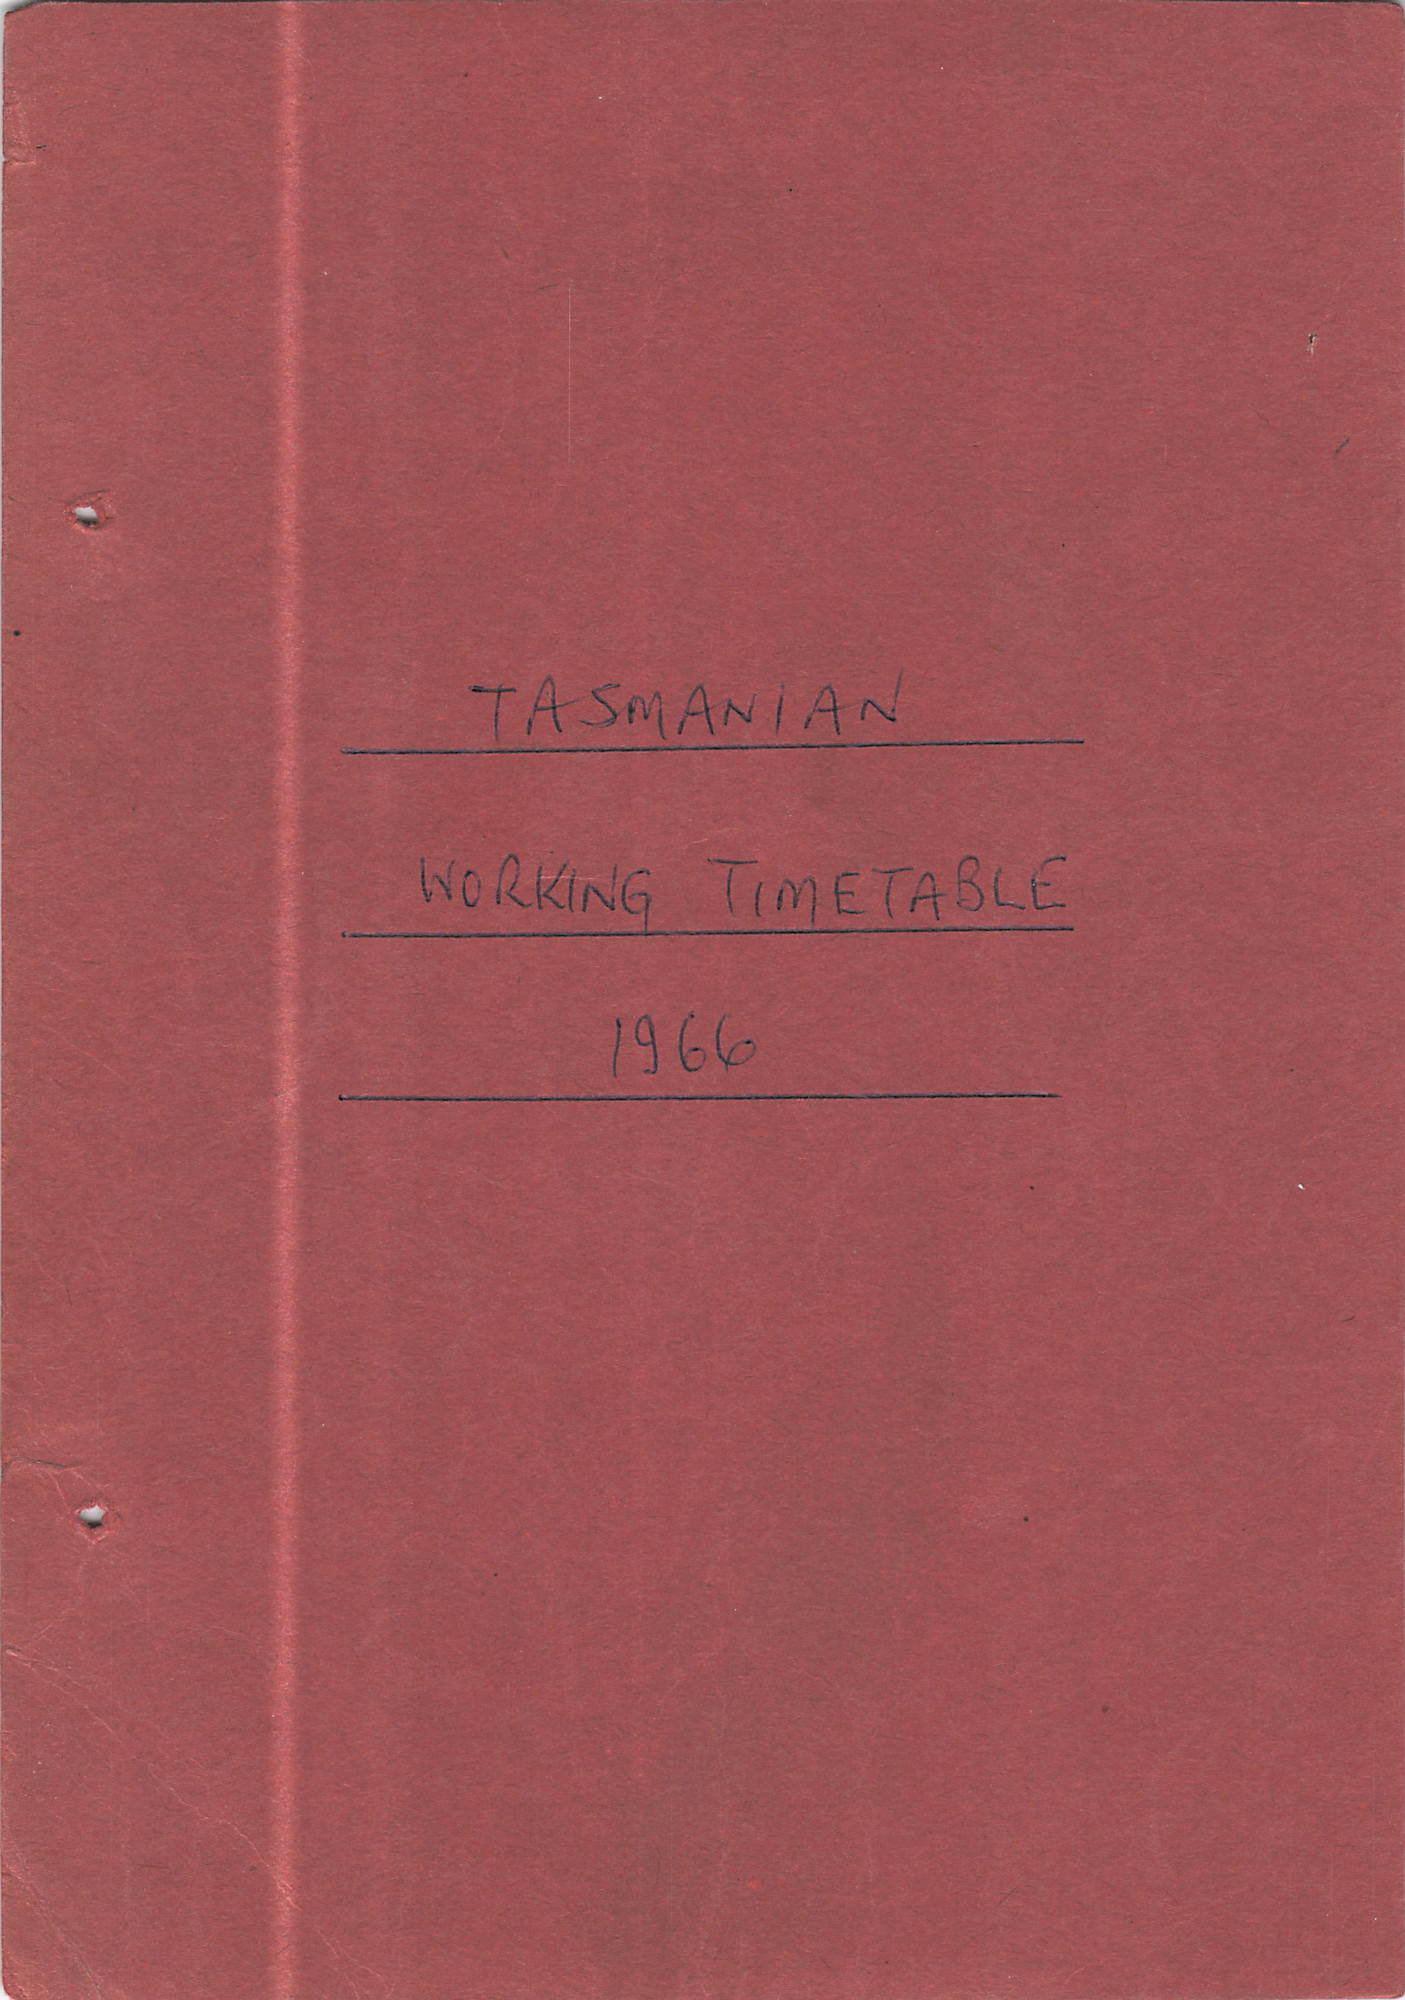 TASMANIAN
WORKING TIMETABLE
1966